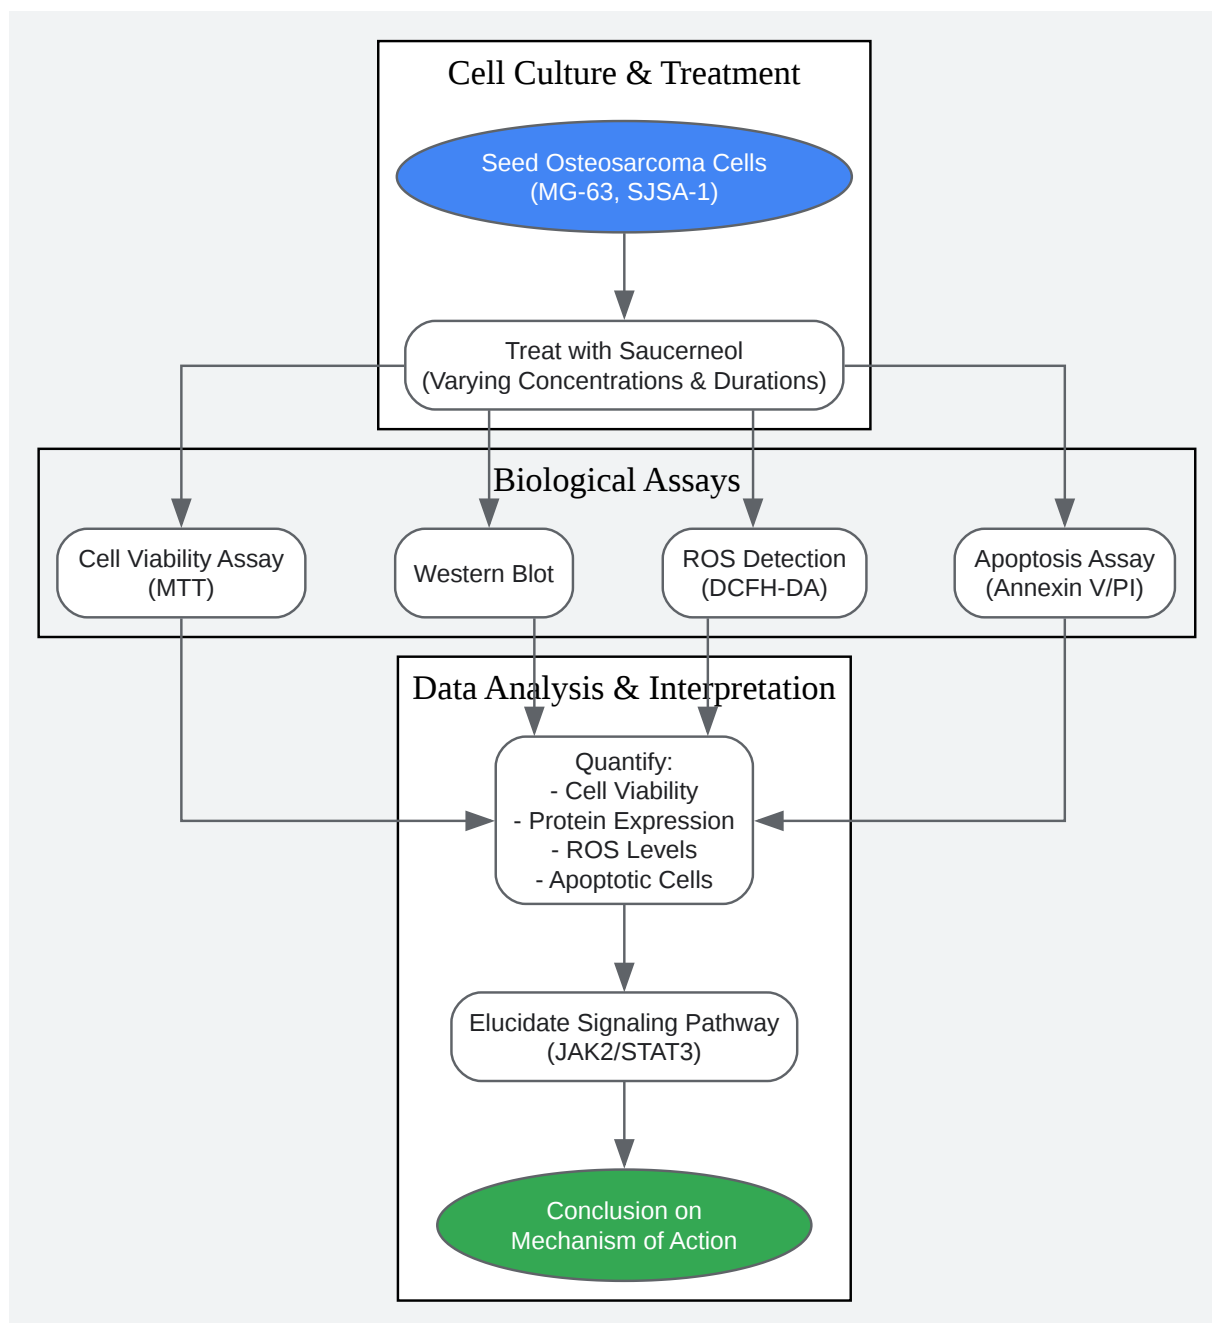 Cell Culture & Treatment
Seed Osteosarcoma Cells
(MG-63, SJSA-1)
Treat with Saucerneol
(Varying Concentrations & Durations)
Biological Assays
Cell Viability Assay
(MTT)
Western Blot
ROS Detection
(DCFH-DA)
Apoptosis Assay
(Annexin V/PI)
Data Analysis & Interpretation
Quantify:
- Cell Viability
- Protein Expression
- ROS Levels
- Apoptotic Cells
Elucidate Signaling Pathway
(JAK2/STAT3)
Conclusion on
Mechanism of Action